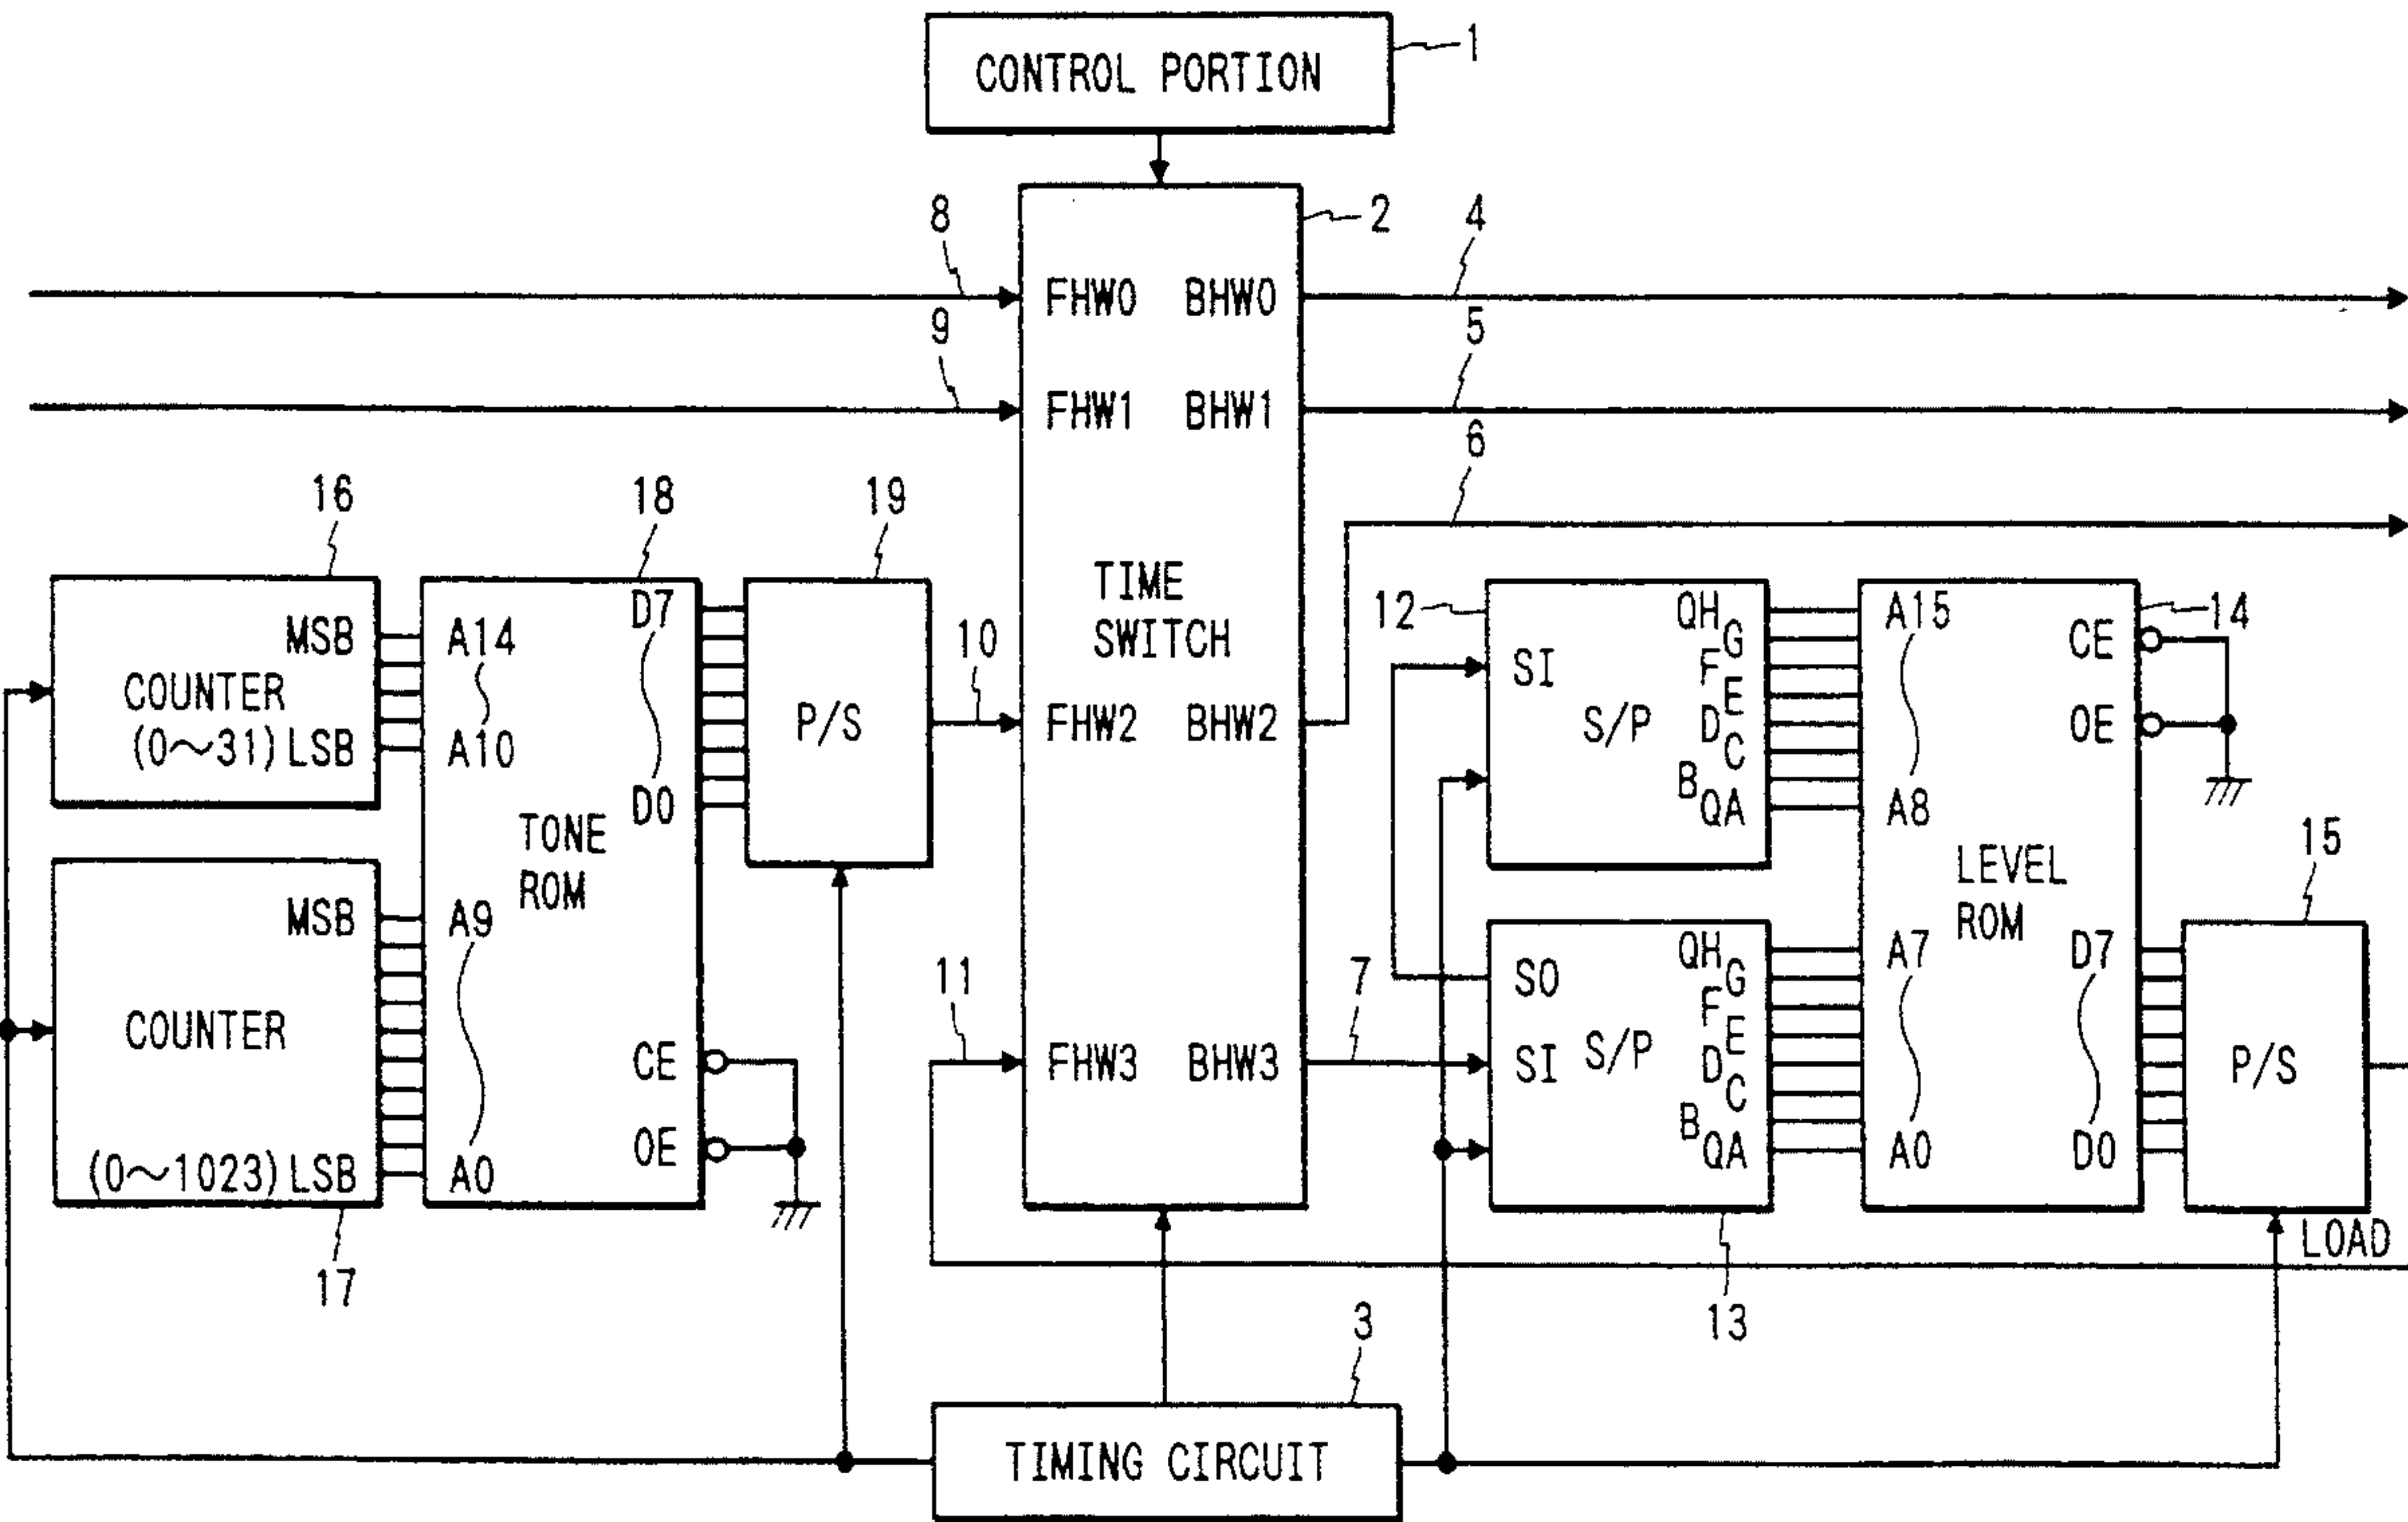 CONTROL PORTION
1
2
8
4
FHW0
BHW0
9
5
FHW1
BHW1
6
16
18
19
TIME
SWITCH
12
14
MSB
A14
D7
COUNTER
(0～31) LSB
A10
D0
P/S
10
FHW2
BHW2
TONE
ROM
SI
S/P
QH
G
F
E
D
C
B
QA
A15
A8
CE
OE
LEVEL
ROM
15
MSB
A9
COUNTER
(0～1023) LSB
A0
CE
OE
17
11
FHW3
BHW3
7
SO
SI
S/P
QH
G
F
E
D
C
B
QA
A7
A0
D7
D0
P/S
LOAD
13
3
TIMING CIRCUIT